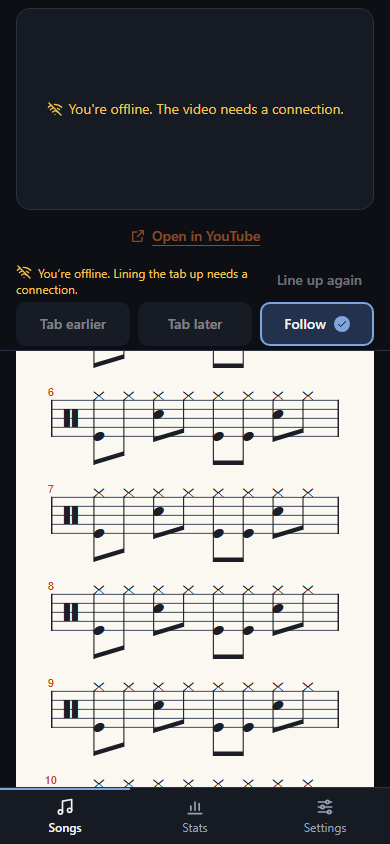 You're offline. The video needs a connection.
Open in YouTube
You're offline. Lining the tab up needs a
connection.
Line up again
Tab earlier
Tab later
Follow
6
7
8
9
10
Songs
Stats
Settings